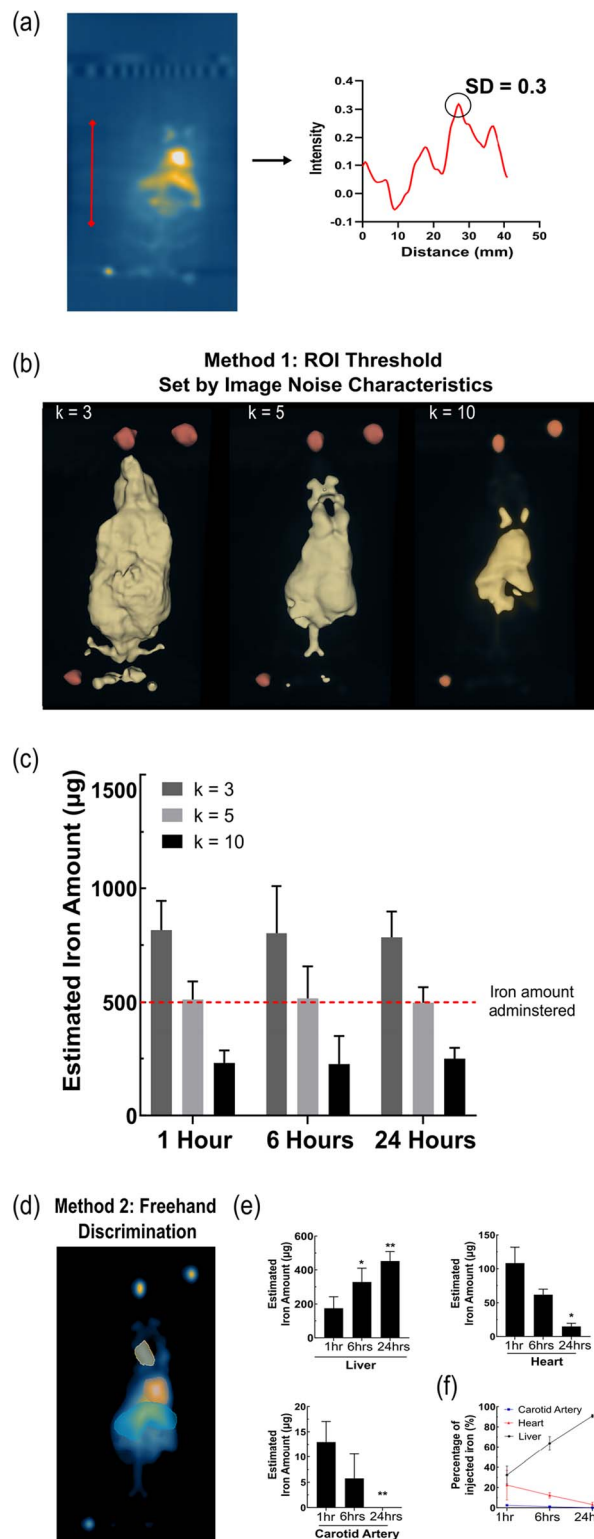 (a)
SD = 0.3
Intensity
0.4
0.3
0.2
0.1
0.0
-0.1
0 10 20 30 40 50
Distance (mm)
(b)
Method 1: ROI Threshold
Set by Image Noise Characteristics
k = 3
k = 5
k = 10
(c)
Estimated Iron Amount (µg)
1500
1000
500
0
k = 3
k = 5
k = 10
Iron amount
adminstered
1 Hour 6 Hours 24 Hours
(d)
Method 2: Freehand
Discrimination
(e)
Estimated
Iron Amount (µg)
600
400
200
0
*
**
1hr 6hrs 24hrs
Liver
Estimated
Iron Amount (µg)
150
100
50
25
0
*
1hr 6hrs 24hrs
Heart
Estimated
Iron Amount (µg)
20
15
10
5
0
**
1hr 6hrs 24hrs
Carotid Artery
(f)
Percentage of
injected iron (%)
100
80
60
40
20
0
Carotid Artery
Heart
Liver
1hr 6hrs 24h